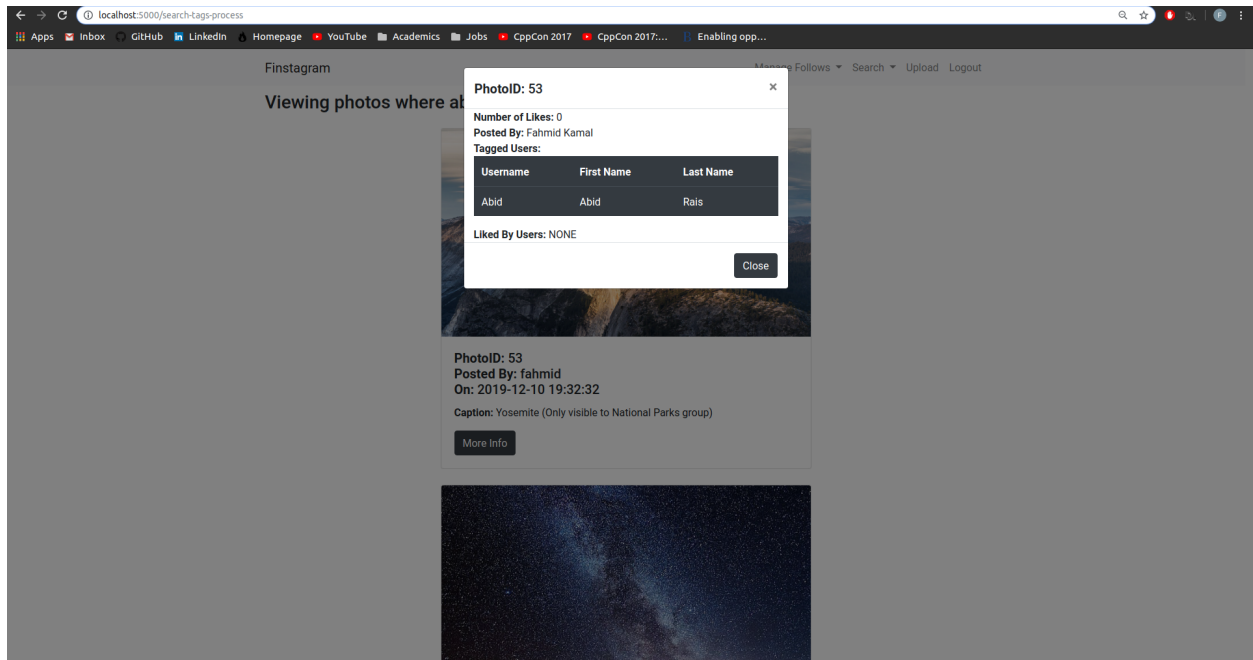 localhost:5000/search-tags-process
Apps Inbox GitHub LinkedIn Homepage YouTube Academics Jobs CppCon 2017 CppCon 2017:... Enabling opp...
Finstagram Manage Follows Search Upload Logout
Viewing photos where
PhotoID: 53 ×
Number of Likes: 0
Posted By: Fahmid Kamal
Tagged Users:
Username First Name Last Name
Abid Abid Rais
Liked By Users: NONE
Close
PhotoID: 53
Posted By: fahmid
On: 2019-12-10 19:32:32
Caption: Yosemite (Only visible to National Parks group)
More Info